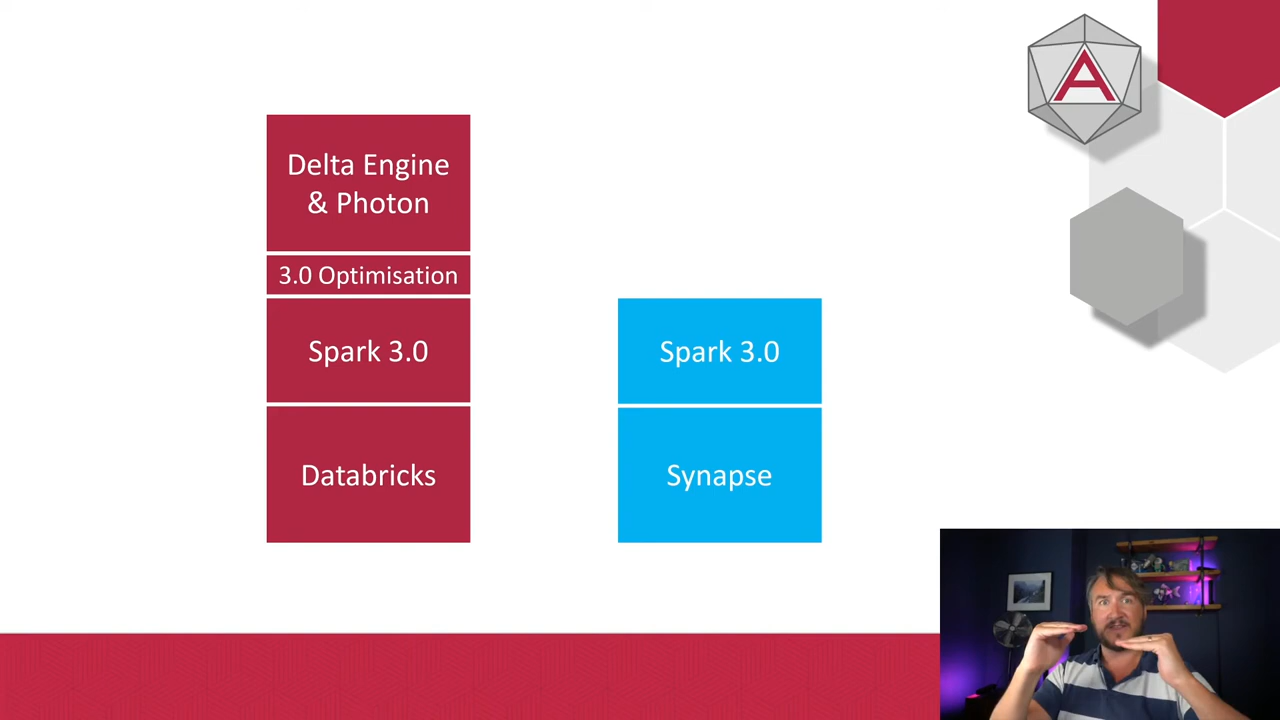 A
Delta Engine
& Photon
3.0 Optimisation
Spark 3.0
Databricks
Spark 3.0
Synapse